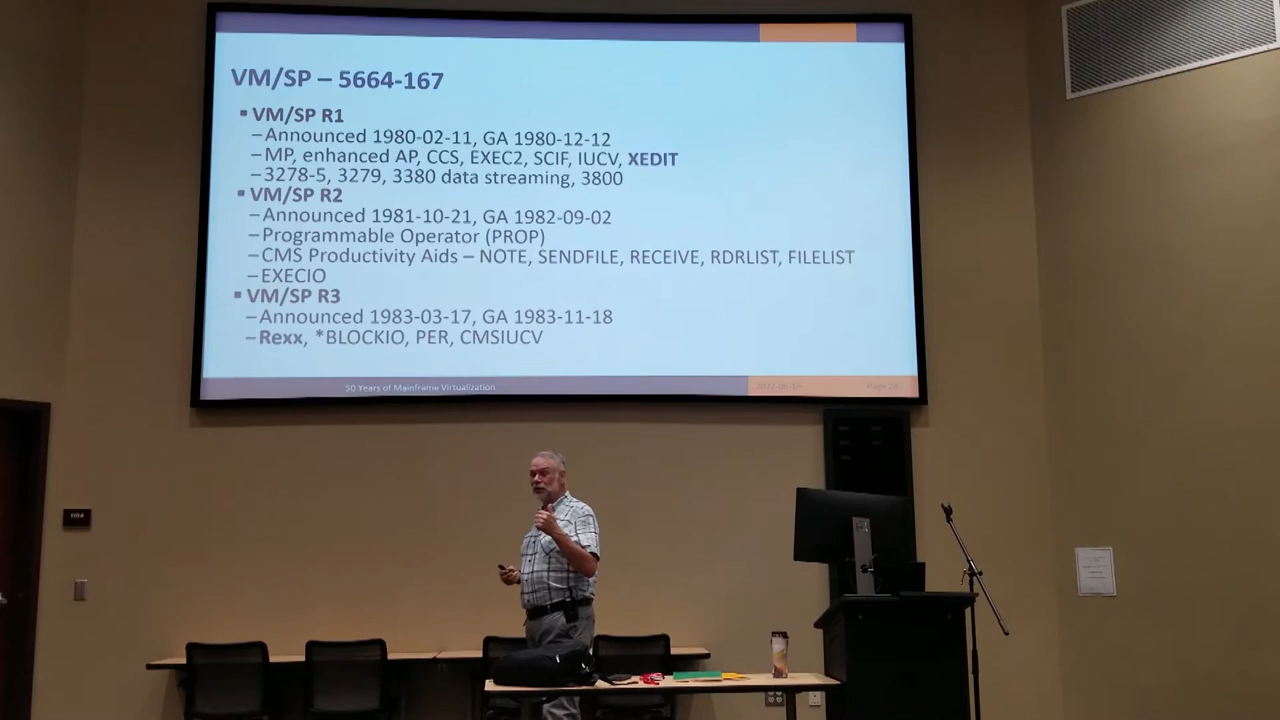 VM/SP – 5664-167
▪ VM/SP R1
–Announced 1980-02-11, GA 1980-12-12
–MP, enhanced AP, CCS, EXEC2, SCIF, IUCV, XEDIT
–3278-5, 3279, 3380 data streaming, 3800
▪ VM/SP R2
–Announced 1981-10-21, GA 1982-09-02
–Programmable Operator (PROP)
–CMS Productivity Aids – NOTE, SENDFILE, RECEIVE, RDRLIST, FILELIST
–EXECIO
▪ VM/SP R3
–Announced 1983-03-17, GA 1983-11-18
–Rexx, *BLOCKIO, PER, CMSIUCV
50 Years of Mainframe Virtualization
1104